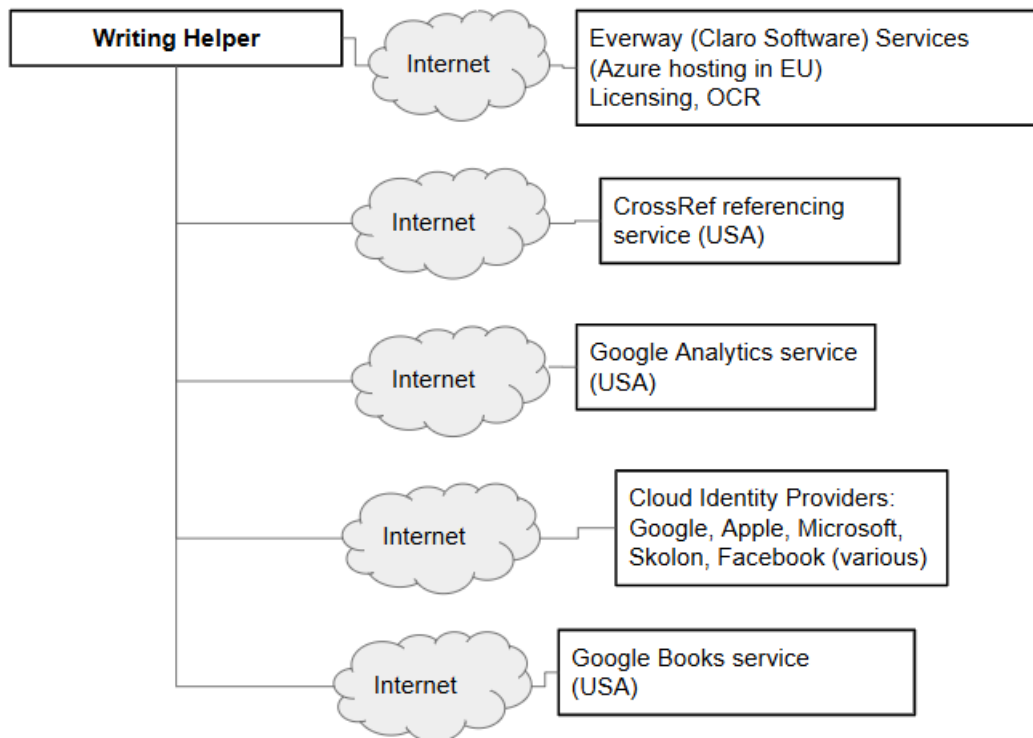 Writing Helper
Internet
Everway (Claro Software) Services
(Azure hosting in EU)
Licensing, OCR
Internet
CrossRef referencing
service (USA)
Internet
Google Analytics service
(USA)
Internet
Cloud Identity Providers:
Google, Apple, Microsoft,
Skolon, Facebook (various)
Internet
Google Books service
(USA)